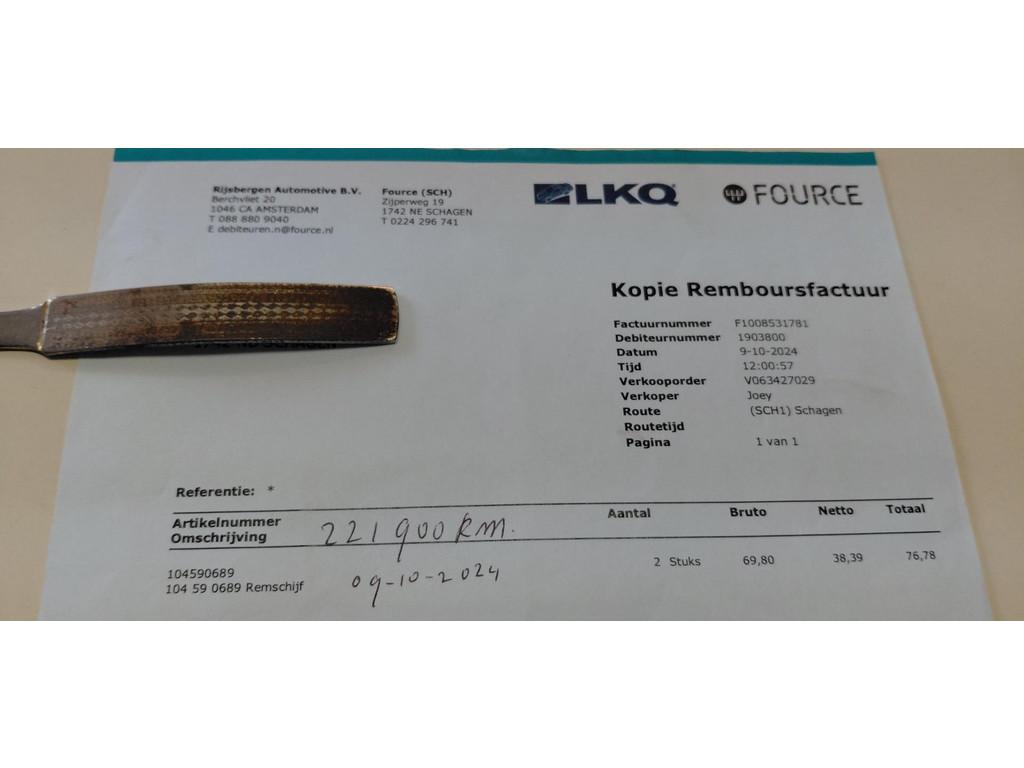 Rijsbergen Automotive B.V.
Berchvliet 20
1046 CA AMSTERDAM
T 088 880 9040
E debiteuren.n@fource.nl
Fource (SCH)
Zijperweg 19
1742 NE SCHAGEN
T 0224 296 741
LKQ
FOURCE
Kopie Remboursfactuur
Factuurnummer F1008531781
Debiteurnummer 1903800
Datum 9-10-2024
Tijd 12:00:57
Verkooporder V063427029
Verkoper Joey
Route (SCH1) Schagen
Routetijd
Pagina 1 van 1
Referentie: *
Artikelnummer
Omschrijving 221900 km. Aantal Bruto Netto Totaal
104590689 2 Stuks 69,80 38,39 76,78
104 59 0689 Remschijf 09-10-2024